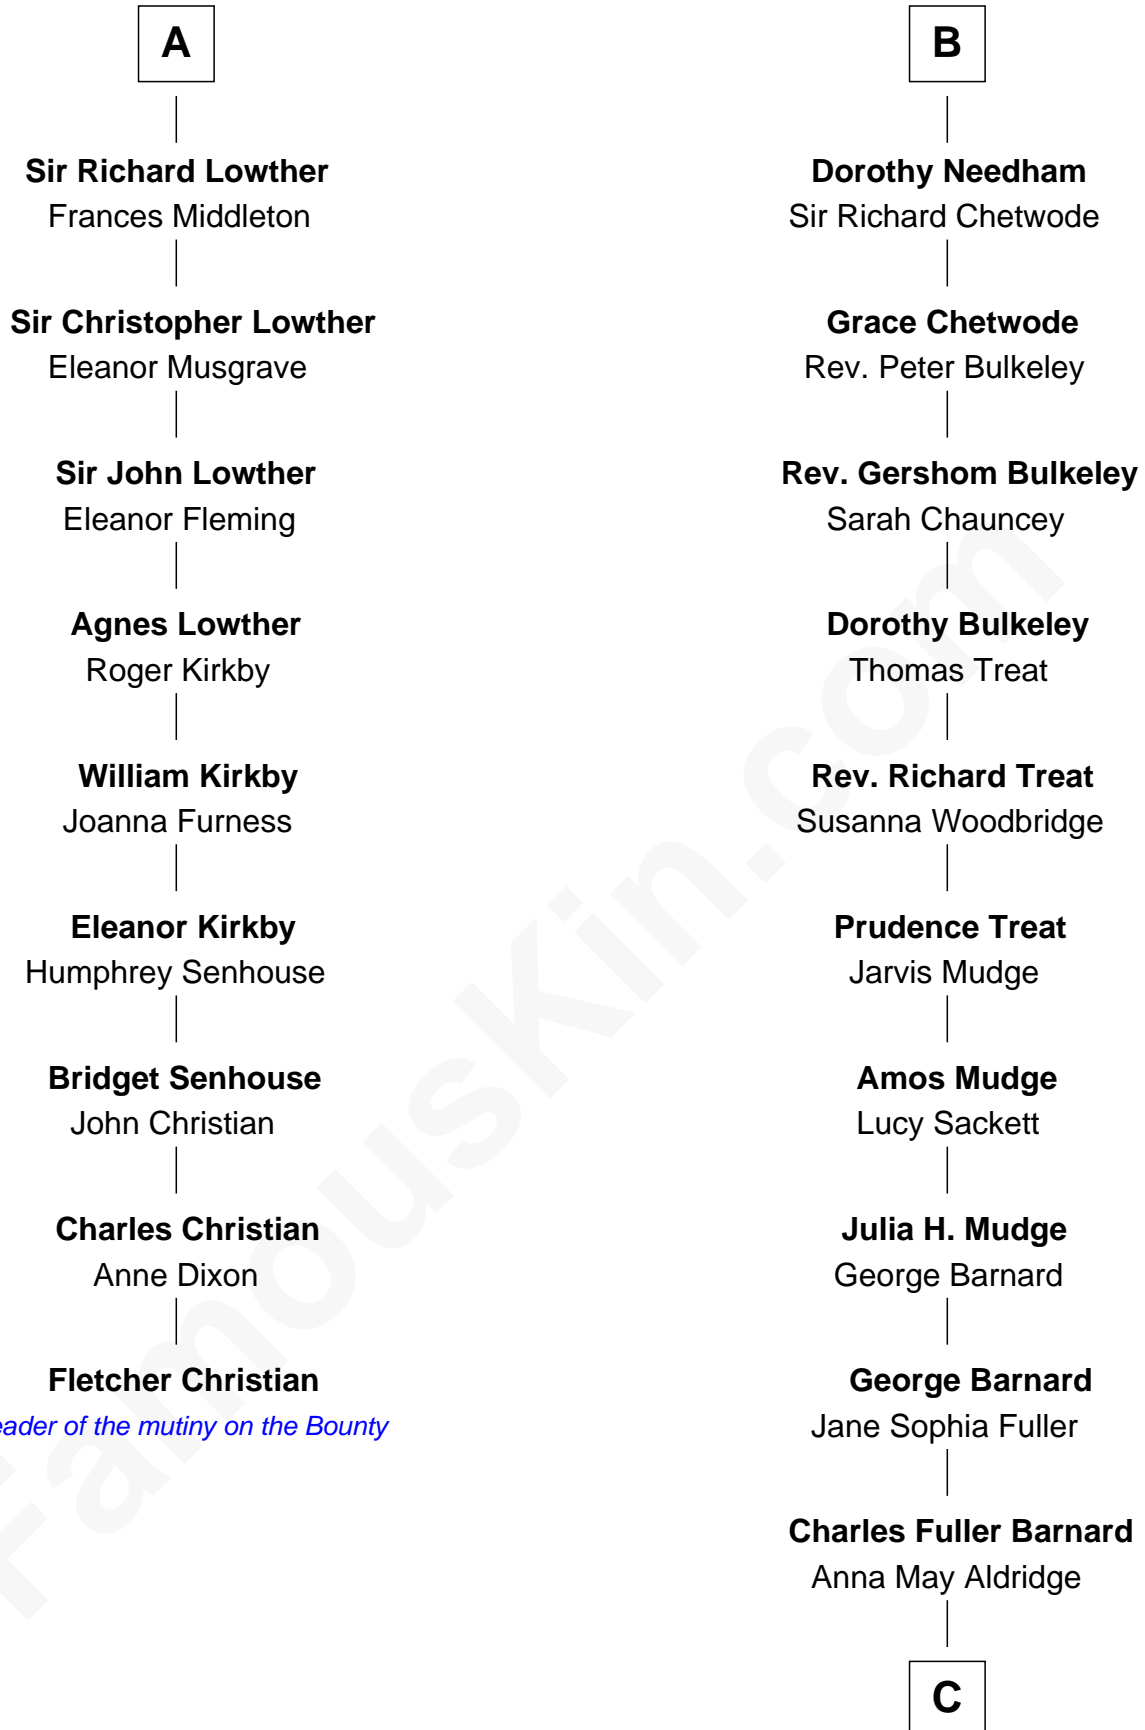 A
Sir Richard Lowther
Frances Middleton
Sir Christopher Lowther
Eleanor Musgrave
Sir John Lowther
Eleanor Fleming
Agnes Lowther
Roger Kirkby
William Kirkby
Joanna Furness
Eleanor Kirkby
Humphrey Senhouse
Bridget Senhouse
John Christian
Charles Christian
Anne Dixon
Fletcher Christian
eader of the mutiny on the Bounty
B
Dorothy Needham
Sir Richard Chetwode
Grace Chetwode
Rev. Peter Bulkeley
Rev. Gershom Bulkeley
Sarah Chauncey
Dorothy Bulkeley
Thomas Treat
Rev. Richard Treat
Susanna Woodbridge
Prudence Treat
Jarvis Mudge
Amos Mudge
Lucy Sackett
Julia H. Mudge
George Barnard
George Barnard
Jane Sophia Fuller
Charles Fuller Barnard
Anna May Aldridge
C
FamousKin.com